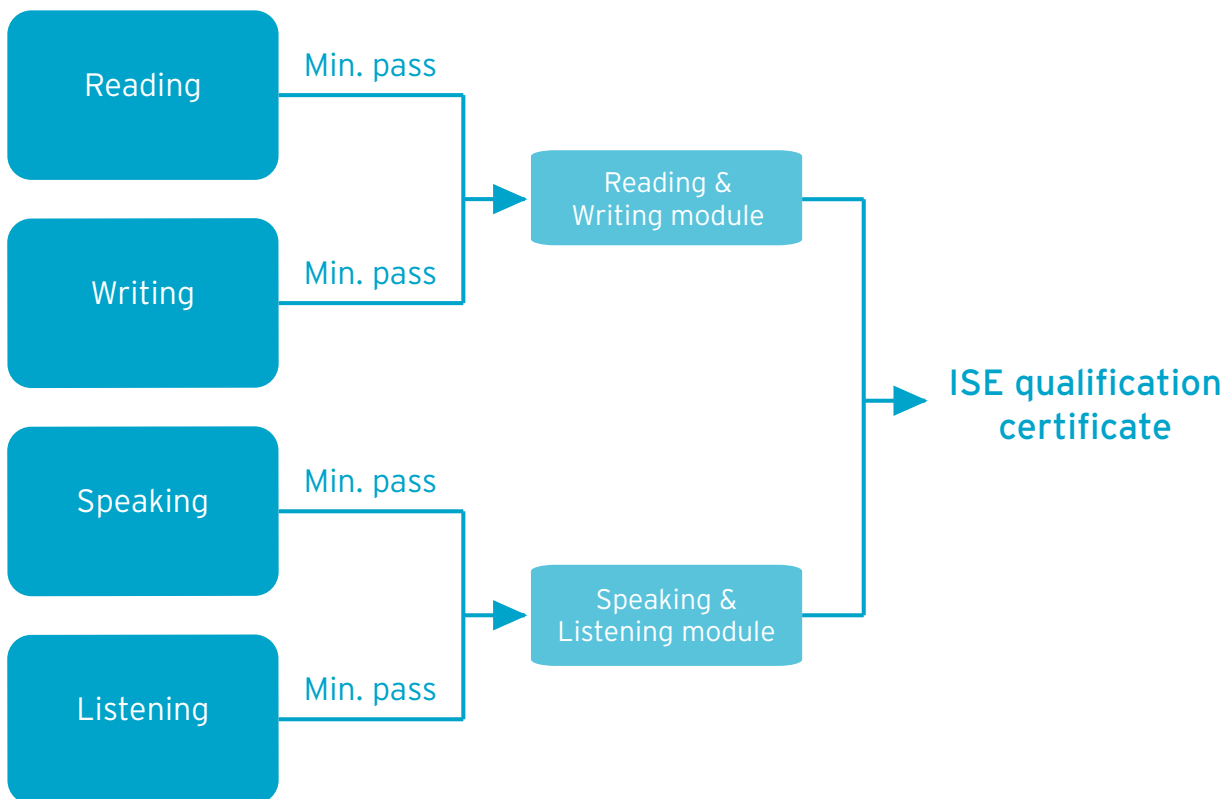 Reading
Min. pass
Reading &
Writing module
Writing
Min. pass
ISE qualification
certificate
Speaking
Min. pass
Speaking &
Listening module
Listening
Min. pass